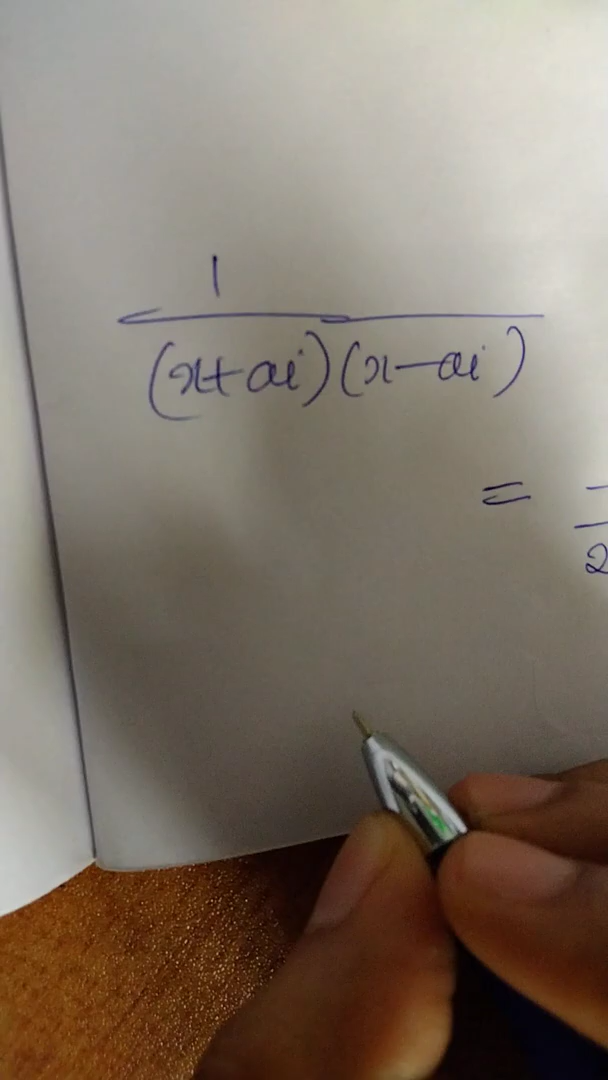 1
(x+ai)(x-ai)
=
2